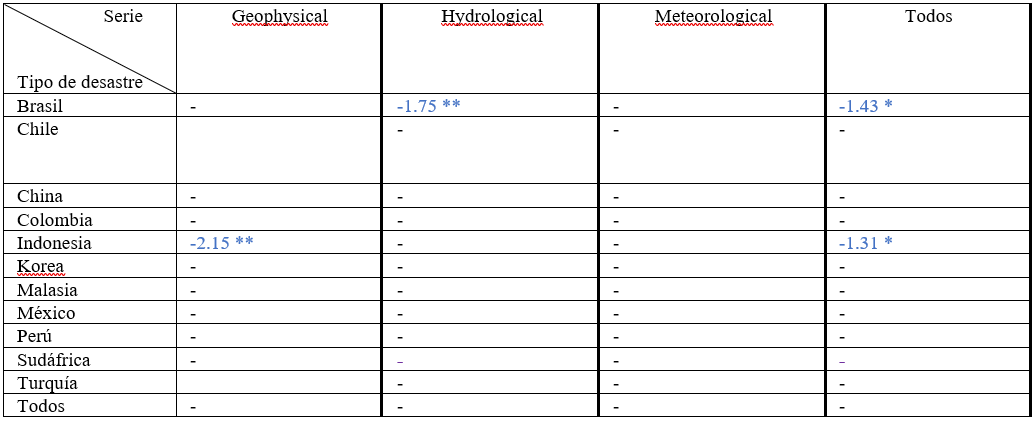 Serie Geophysical Hydrological Meteorological Todos
Tipo de desastre
Brasil - -1.75 ** - -1.43 *
Chile - - -
China - - - -
Colombia - - - -
Indonesia -2.15 ** - - -1.31 *
Korea - - - -
Malasia - - - -
México - - - -
Perú - - - -
Sudáfrica - - - -
Turquía - - -
Todos - - - -